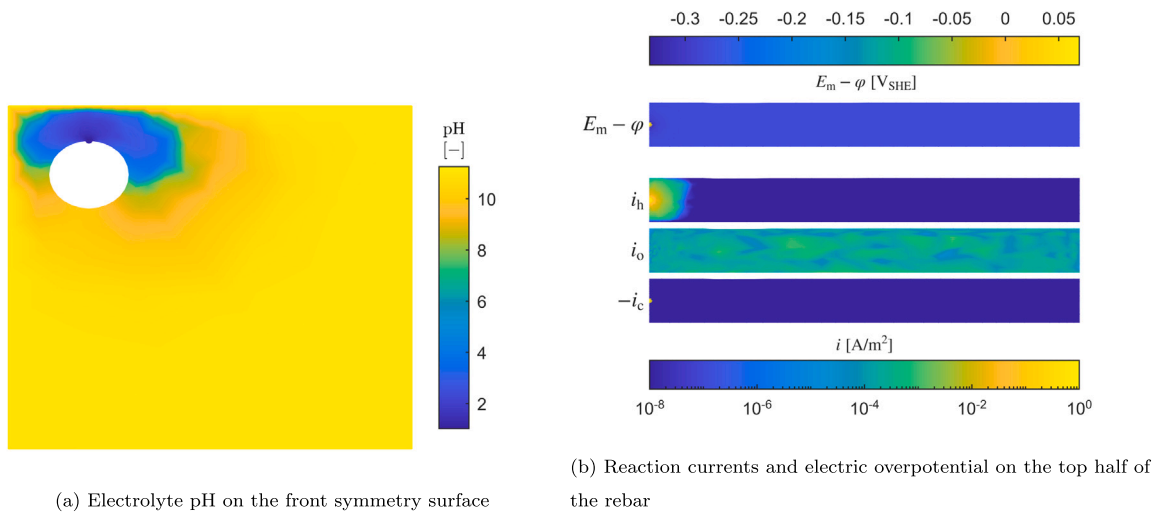 pH
[−]
10
8
6
4
2
(a) Electrolyte pH on the front symmetry surface
-0.3 -0.25 -0.2 -0.15 -0.1 -0.05 0 0.05
E_m − φ [V_SHE]
E_m − φ
i_h
i_o
−i_c
i [A/m²]
10⁻⁸ 10⁻⁶ 10⁻⁴ 10⁻² 10⁰
(b) Reaction currents and electric overpotential on the top half of
the rebar